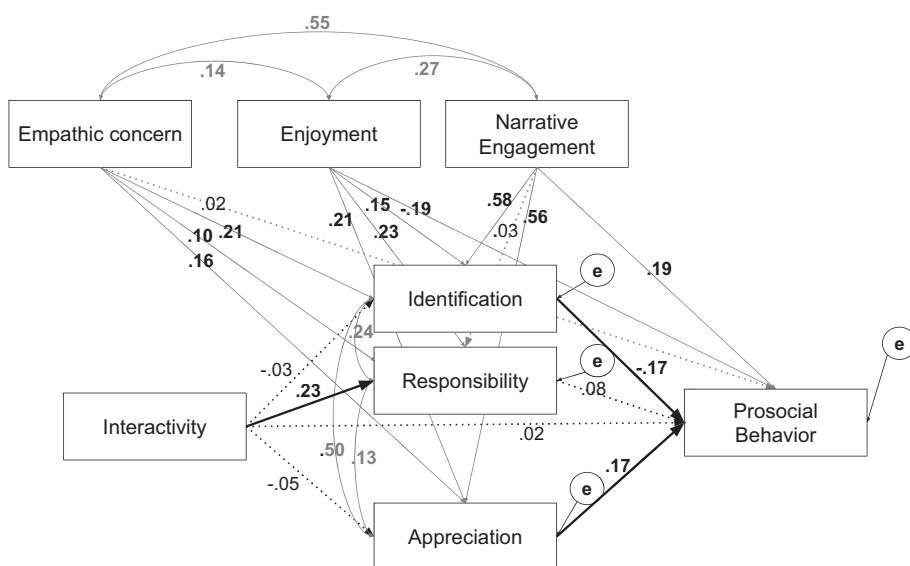 .55
.14
.27
Empathic concern
Enjoyment
Narrative
Engagement
.02
.10
.21
.16
.21
.15
-.19
.23
.58
.03
.56
.19
e
Identification
.24
e
Responsibility
-.03
.23
-.17
.08
e
Interactivity
.02
Prosocial
Behavior
.50
.13
-.05
.17
e
Appreciation